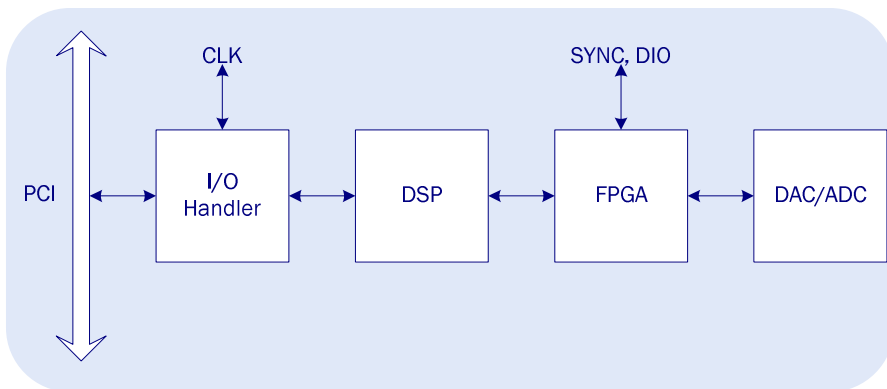 CLK
SYNC, DIO
PCI
I/O
Handler
DSP
FPGA
DAC/ADC